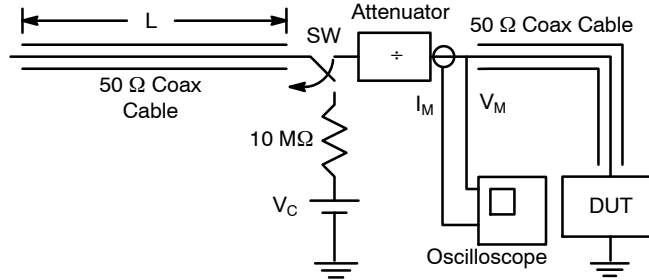 L
SW
Attenuator
÷
50 Ω Coax Cable
50 Ω Coax
Cable
I_M
V_M
10 MΩ
V_C
DUT
Oscilloscope